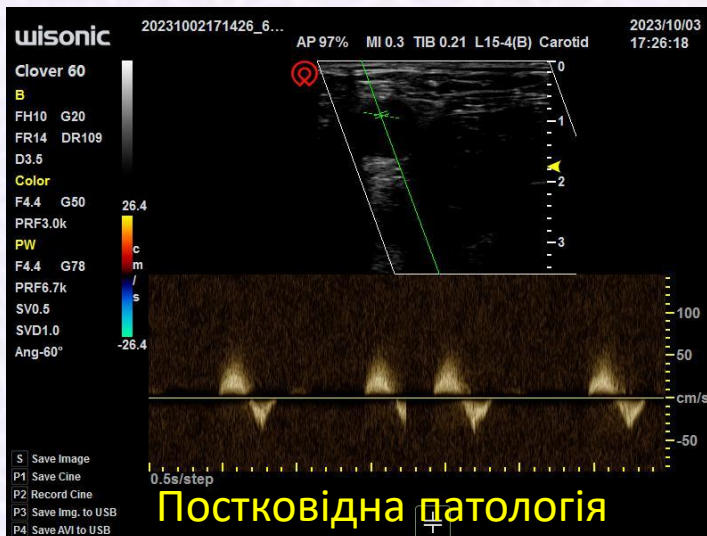 wisonic
20231002171426_6...
2023/10/03
17:26:18
AP 97% MI 0.3 TIB 0.21 L15-4(B) Carotid
Clover 60
B
FH10 G20
FR14 DR109
D3.5
Color
F4.4 G50
PRF3.0k
PW
F4.4 G78
PRF6.7k
SV0.5
SVD1.0
Ang-60°
26.4
c
m
/
s
-26.4
0
1
2
3
100
50
cm/s
-50
0.5s/step
S Save Image
P1 Save Cine
P2 Record Cine
P3 Save Img. to USB
P4 Save AVI to USB
Постковідна патологія